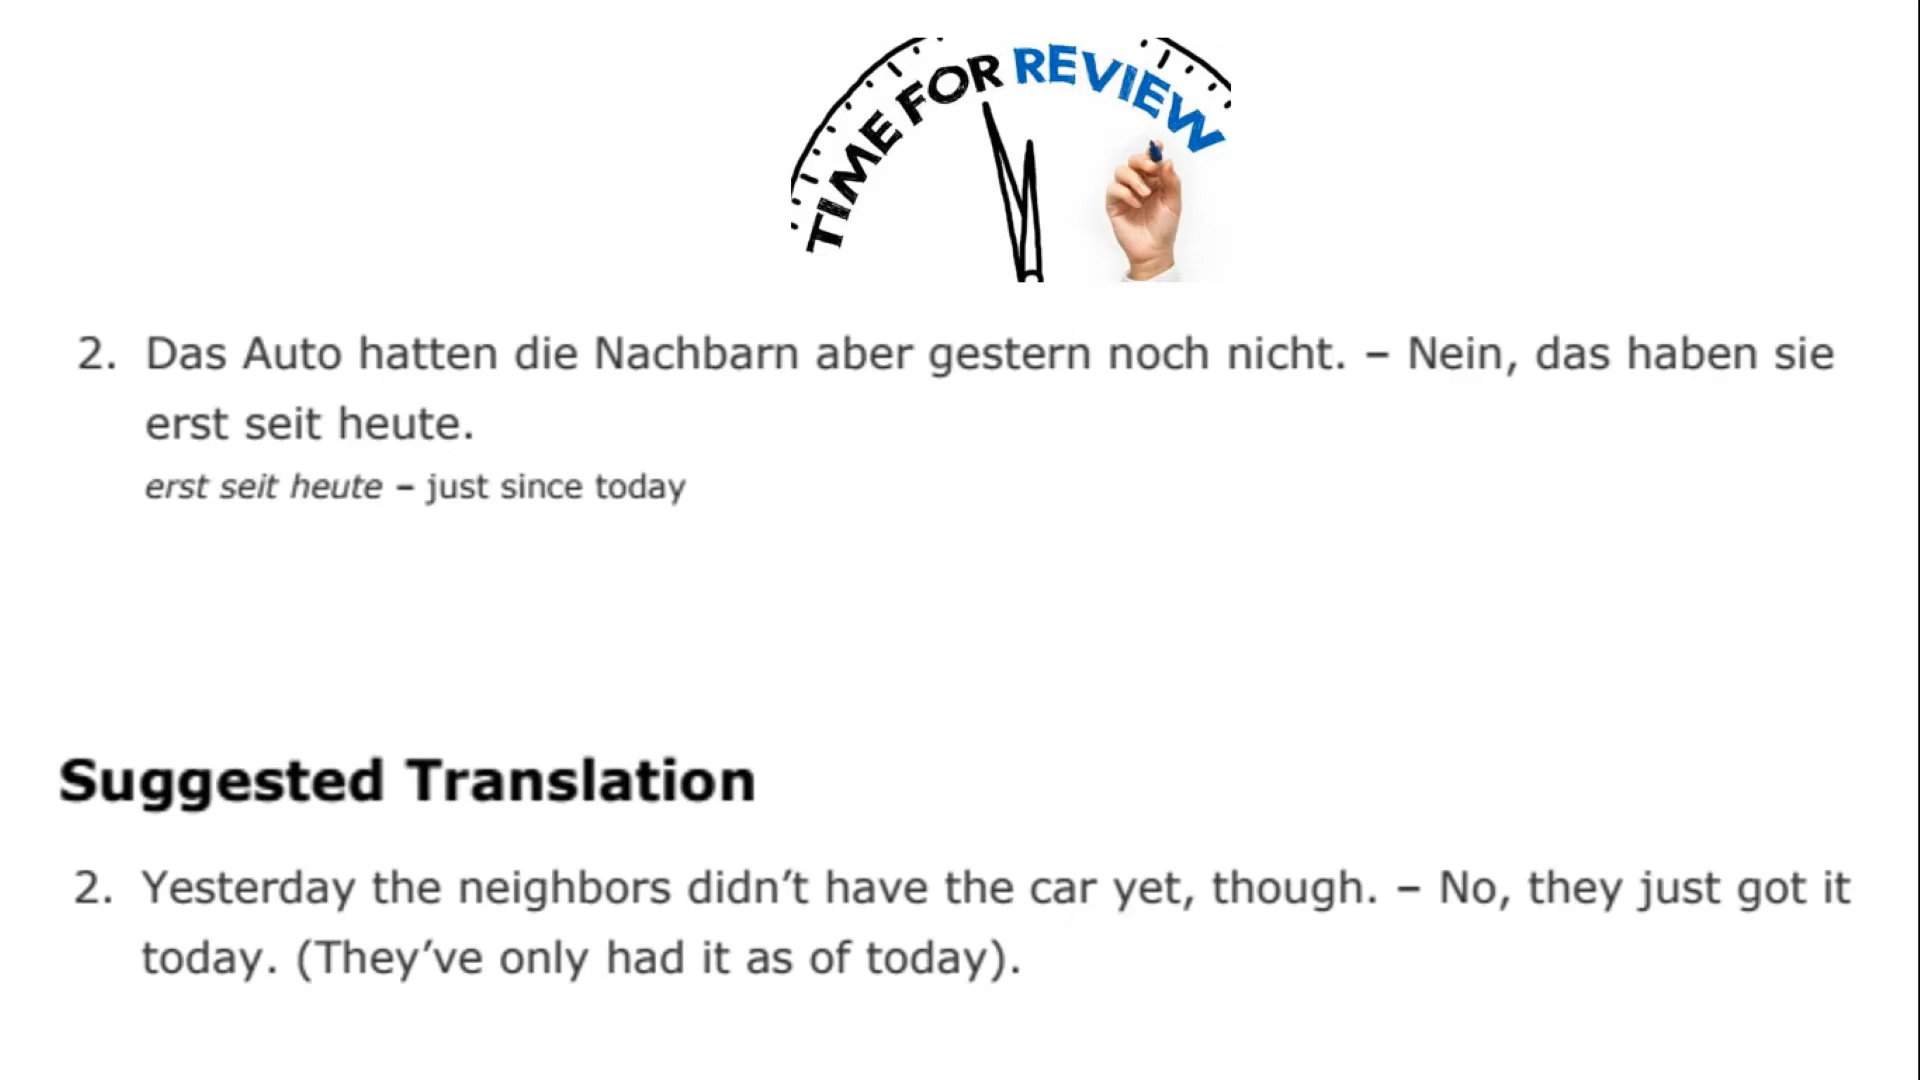 TIME FOR REVIEW
2. Das Auto hatten die Nachbarn aber gestern noch nicht. – Nein, das haben sie
erst seit heute.
erst seit heute – just since today
Suggested Translation
2. Yesterday the neighbors didn’t have the car yet, though. – No, they just got it
today. (They’ve only had it as of today).